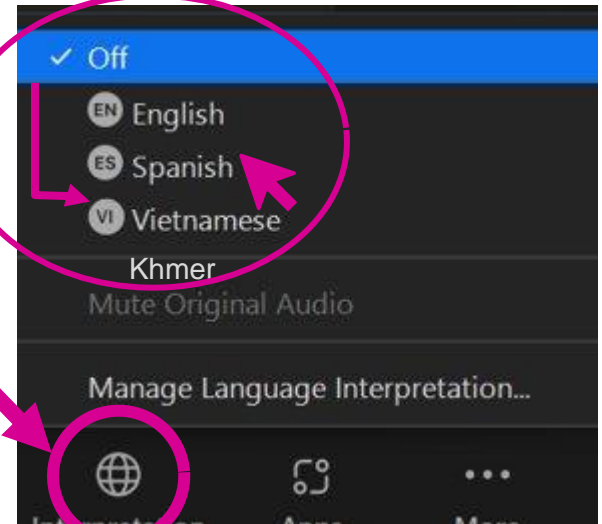 Off
EN English
ES Spanish
VI Vietnamese
Khmer
Mute Original Audio
Manage Language Interpretation...